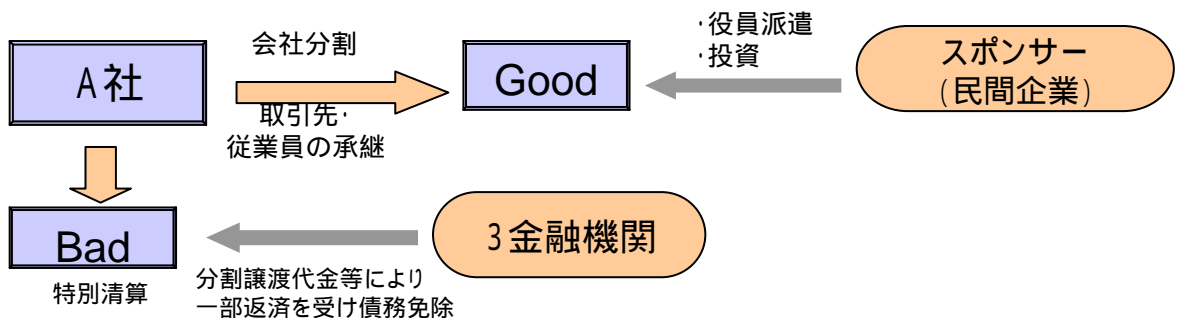 A社
会社分割
取引先・
従業員の承継
Good
・役員派遣
・投資
スポンサー
(民間企業)
Bad
特別清算
3金融機関
分割譲渡代金等により
一部返済を受け債務免除